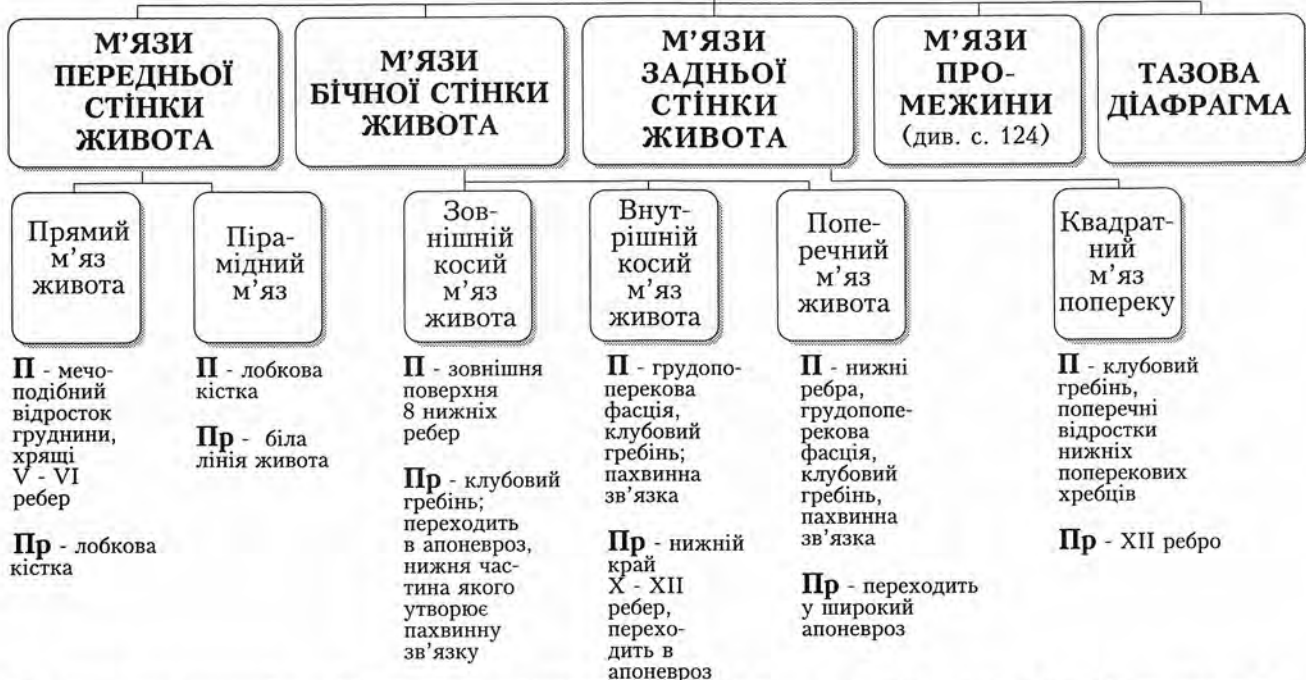 М’ЯЗИ
ПЕРЕДНЬОЇ
СТІНКИ
ЖИВОТА
М’ЯЗИ
БІЧНОЇ СТІНКИ
ЖИВОТА
М’ЯЗИ
ЗАДНЬОЇ
СТІНКИ
ЖИВОТА
М’ЯЗИ
ПРО-
МЕЖИНИ
(див. с. 124)
ТАЗОВА
ДІАФРАГМА
Прямий
м’яз
живота
Піра-
мідний
м’яз
Зов-
нішній
косий
м’яз
живота
Внут-
рішній
косий
м’яз
живота
Попе-
речний
м’яз
живота
Квадрат-
ний
м’яз
попереку
П - мечо-
подібний
відросток
груднини,
хрящі
V - VI
ребер
Пр - лобкова
кістка
П - лобкова
кістка
Пр - біла
лінія живота
П - зовнішня
поверхня
8 нижніх
ребер
Пр - клубовий
гребінь;
переходить
в апоневроз,
нижня час-
тина якого
утворює
пахвинну
зв’язку
П - грудопо-
перекова
фасція,
клубовий
гребінь;
пахвинна
зв’язка
Пр - нижній
край
X - XII
ребер,
перехо-
дить в
апоневроз
П - нижні
ребра,
грудопопе-
рекова
фасція,
клубовий
гребінь,
пахвинна
зв’язка
Пр - переходить
у широкий
апоневроз
П - клубовий
гребінь,
поперечні
відростки
нижніх
поперекових
хребців
Пр - XII ребро